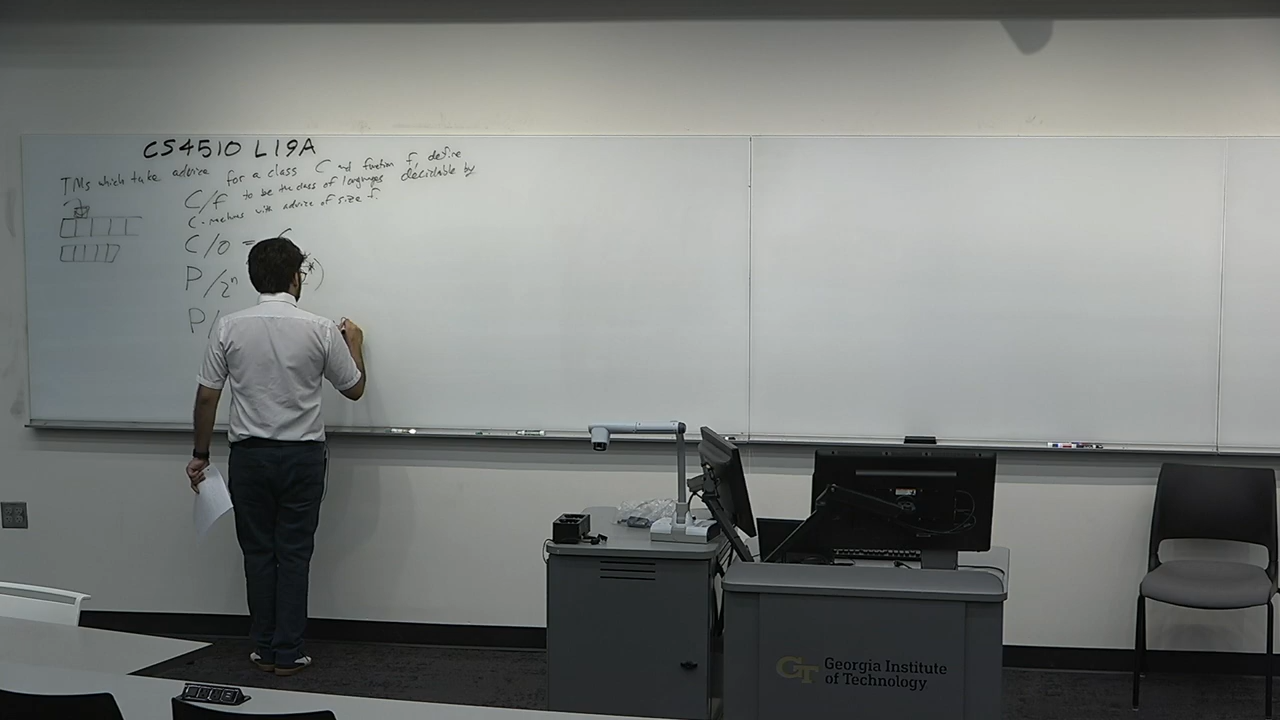 CS4510 L19A
TMs which take advice for a class C and function f, define
C/f to be the class of languages decidable by
C-machines with advice of size f.
C/0 =
P/2ⁿ *)
P/
GT Georgia Institute
of Technology